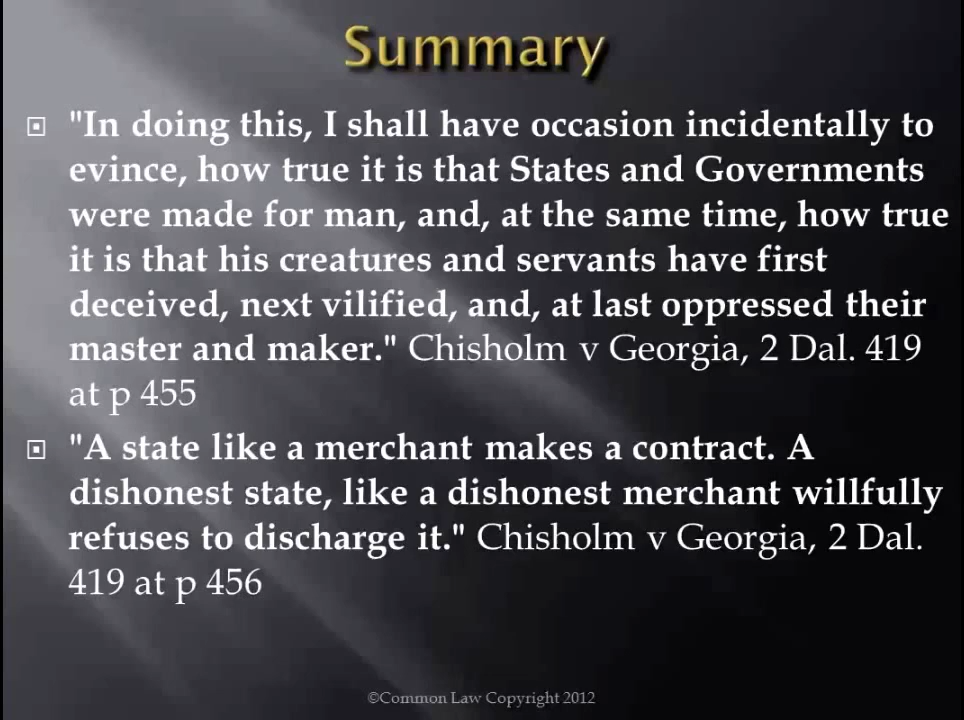 Summary
"In doing this, I shall have occasion incidentally to
evince, how true it is that States and Governments
were made for man, and, at the same time, how true
it is that his creatures and servants have first
deceived, next vilified, and, at last oppressed their
master and maker." Chisholm v Georgia, 2 Dal. 419
at p 455
"A state like a merchant makes a contract. A
dishonest state, like a dishonest merchant willfully
refuses to discharge it." Chisholm v Georgia, 2 Dal.
419 at p 456
©Common Law Copyright 2012